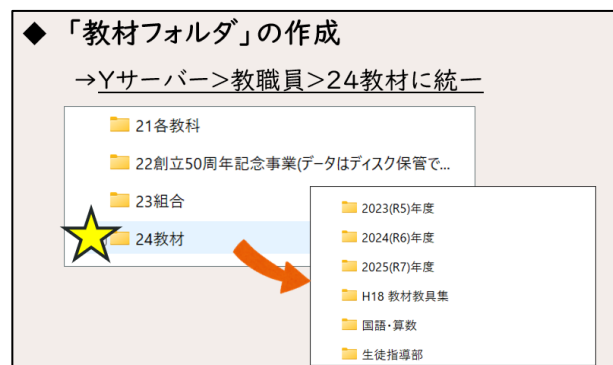 ◆ 「教材フォルダ」の作成
→Yサーバー>教職員>24教材に統一
21各教科
22創立50周年記念事業(データはディスク保管で...
23組合
24教材
2023(R5)年度
2024(R6)年度
2025(R7)年度
H18 教材教具集
国語・算数
生徒指導部